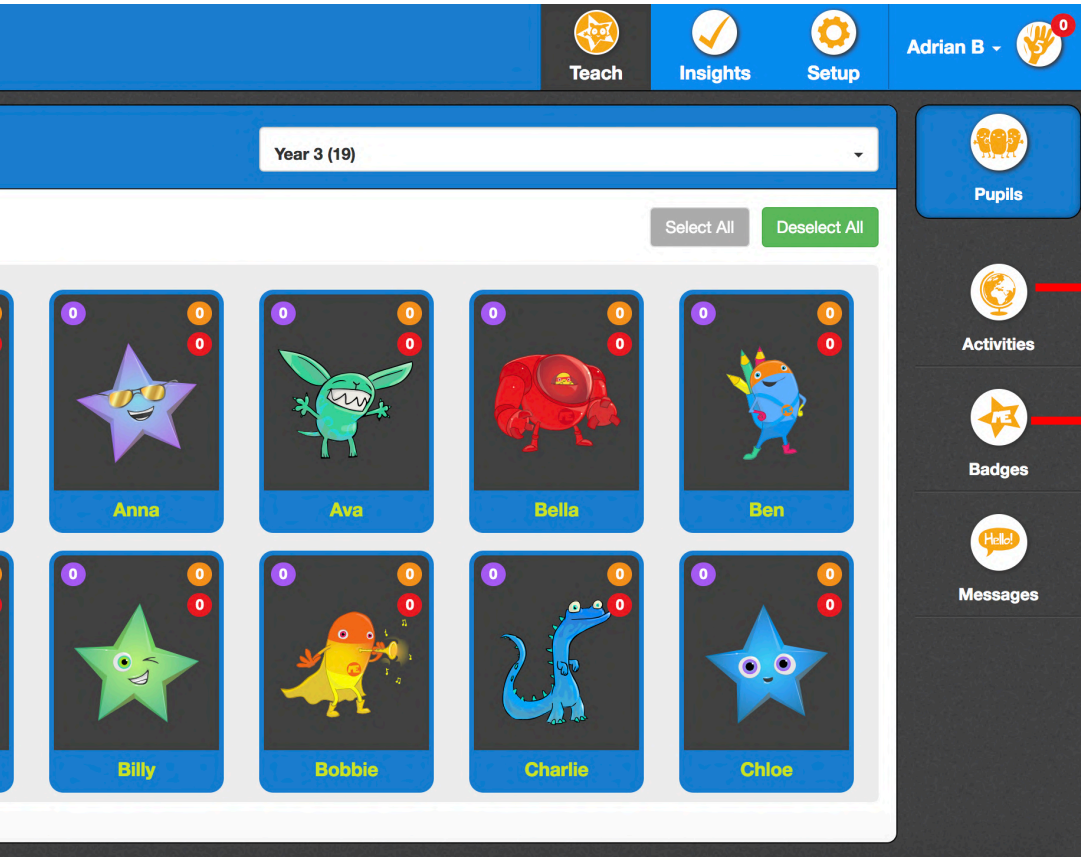 Teach
Insights
Setup
Adrian B
5
0
Year 3 (19)
Pupils
Select All
Deselect All
0 0 0 0 0 0 0 0
0 0 0 0
Activities
Anna Ava Bella Ben
ME
Badges
0 0 0 0 0 0 0 0
0 0 0 0
Hello!
Messages
Billy Bobbie Charlie Chloe